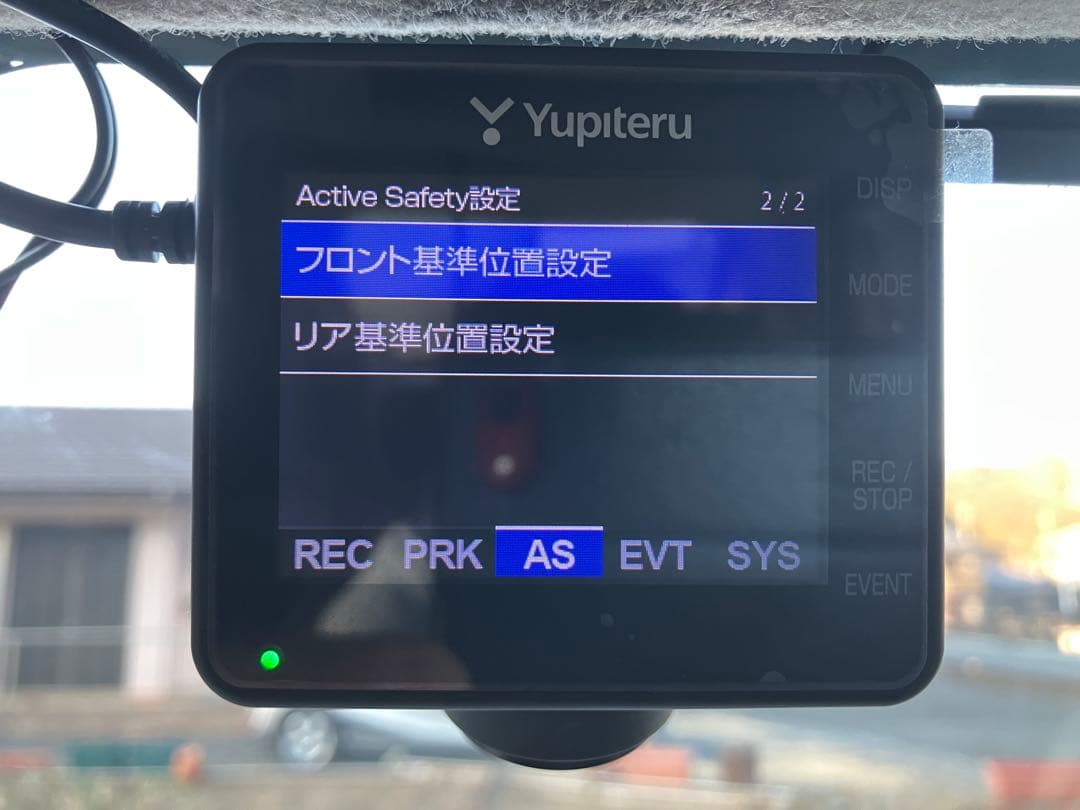 Yupiteru
Active Safety設定 2/2
フロント基準位置設定
リア基準位置設定
REC PRK AS EVT SYS
DISP
MODE
MENU
REC /
STOP
EVENT